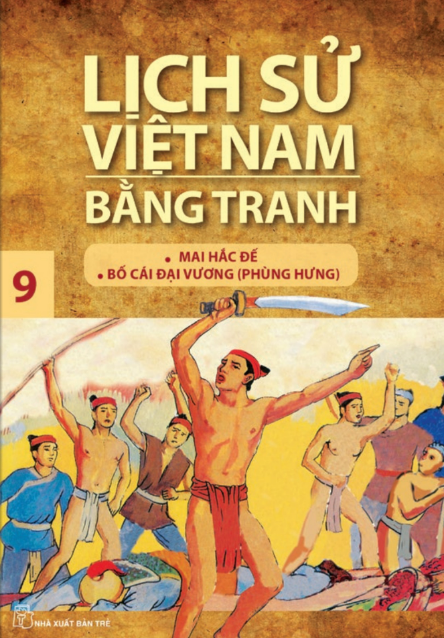 LỊCH SỬ
VIỆT NAM
BẰNG TRANH
• MAI HẮC ĐẾ
• BỐ CÁI ĐẠI VƯƠNG (PHÙNG HƯNG)
9
NHÀ XUẤT BẢN TRẺ